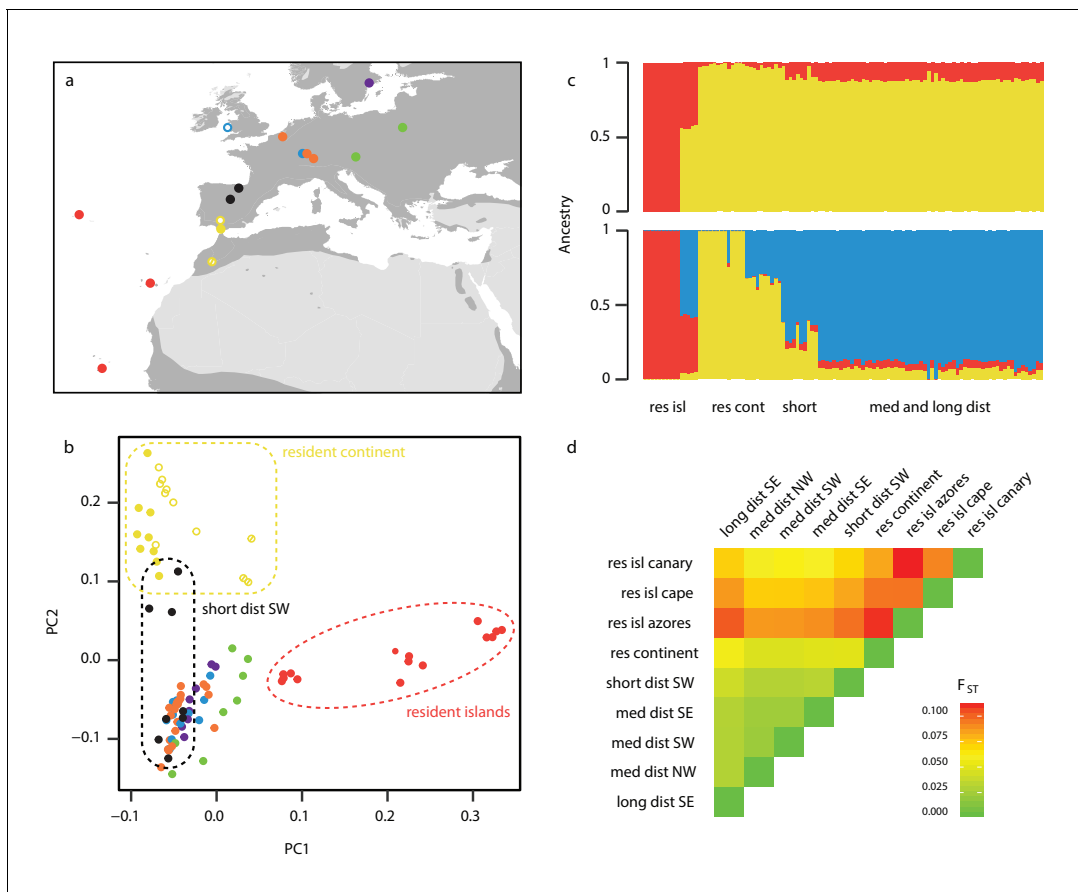 a
c
1
0.5
0
Ancestry
1
0.5
0
res isl
res cont
short
med and long dist
b
resident continent
short dist SW
resident islands
0.2
0.1
0.0
−0.1
PC2
−0.1
0.0
0.1
0.2
0.3
PC1
d
long dist SE
med dist NW
med dist SW
med dist SE
short dist SW
res continent
res isl azores
res isl cape
res isl canary
res isl canary
res isl cape
res isl azores
res continent
short dist SW
med dist SE
med dist SW
med dist NW
long dist SE
FST
0.100
0.075
0.050
0.025
0.000